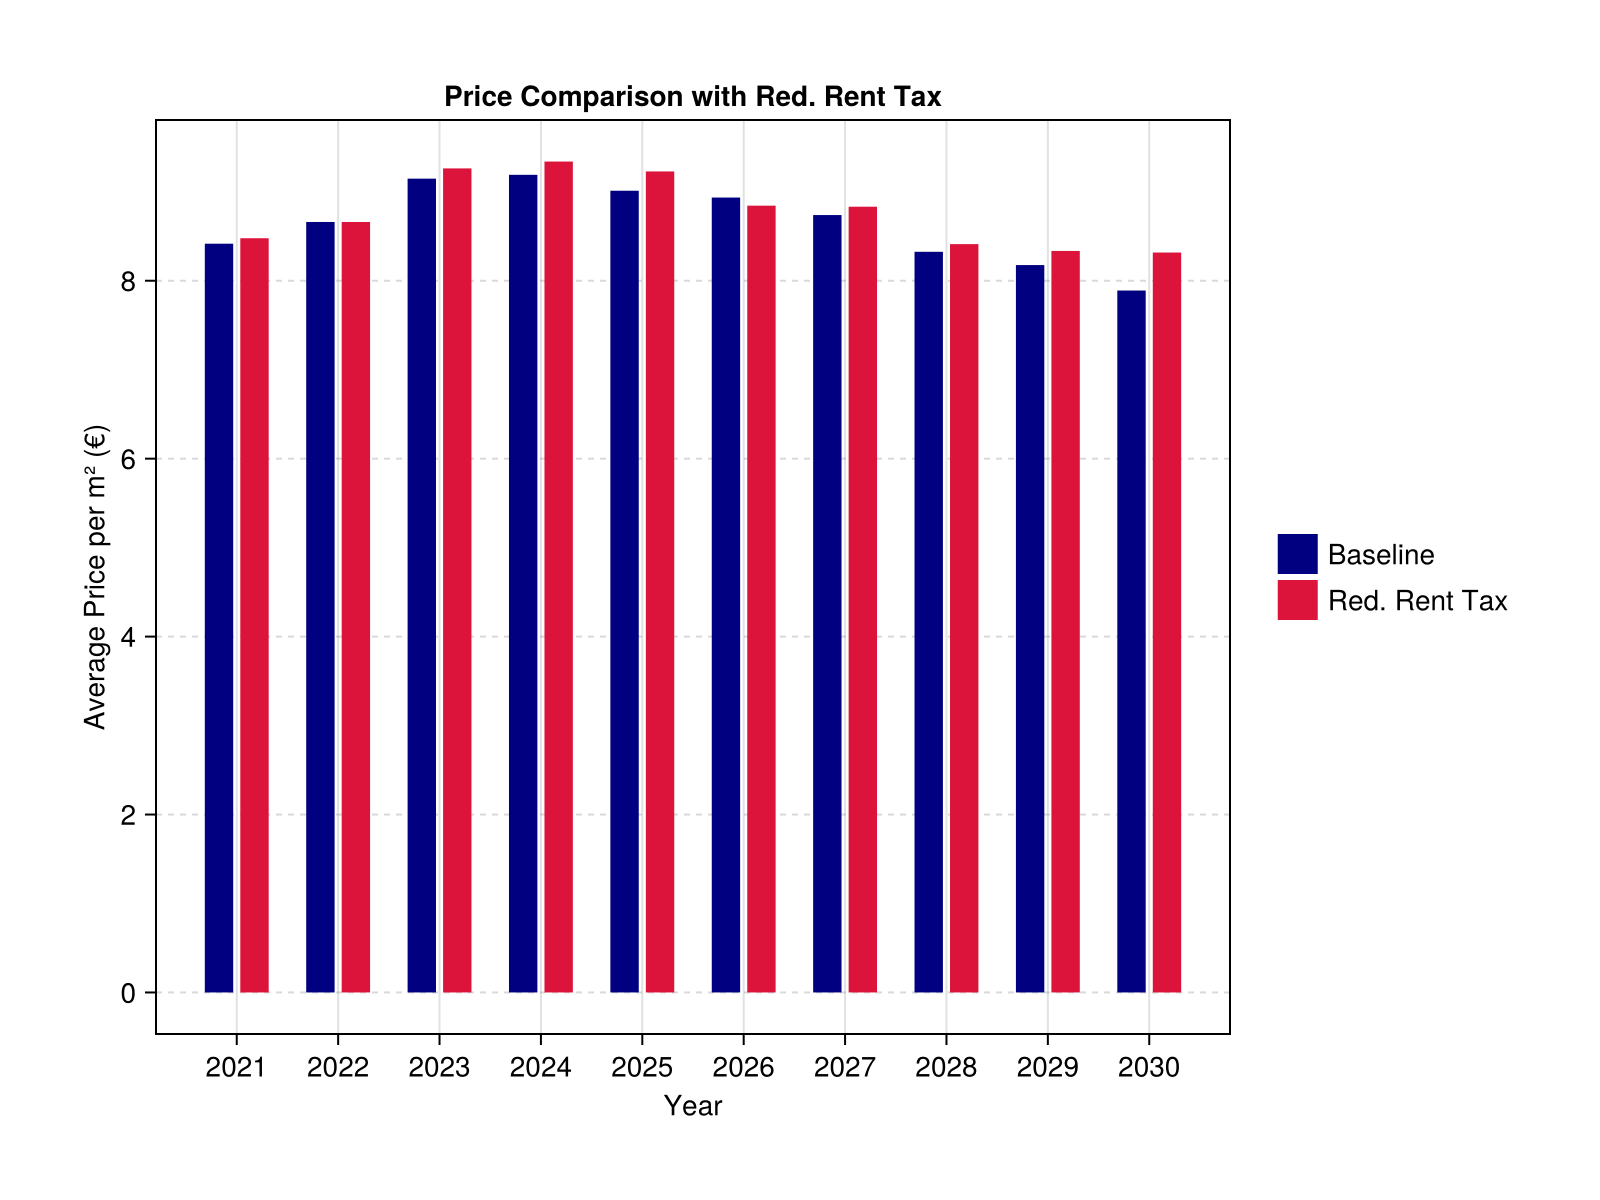 Price Comparison with Red. Rent Tax
Average Price per m² (€)
8
6
4
2
0
2021 2022 2023 2024 2025 2026 2027 2028 2029 2030
Year
Baseline
Red. Rent Tax